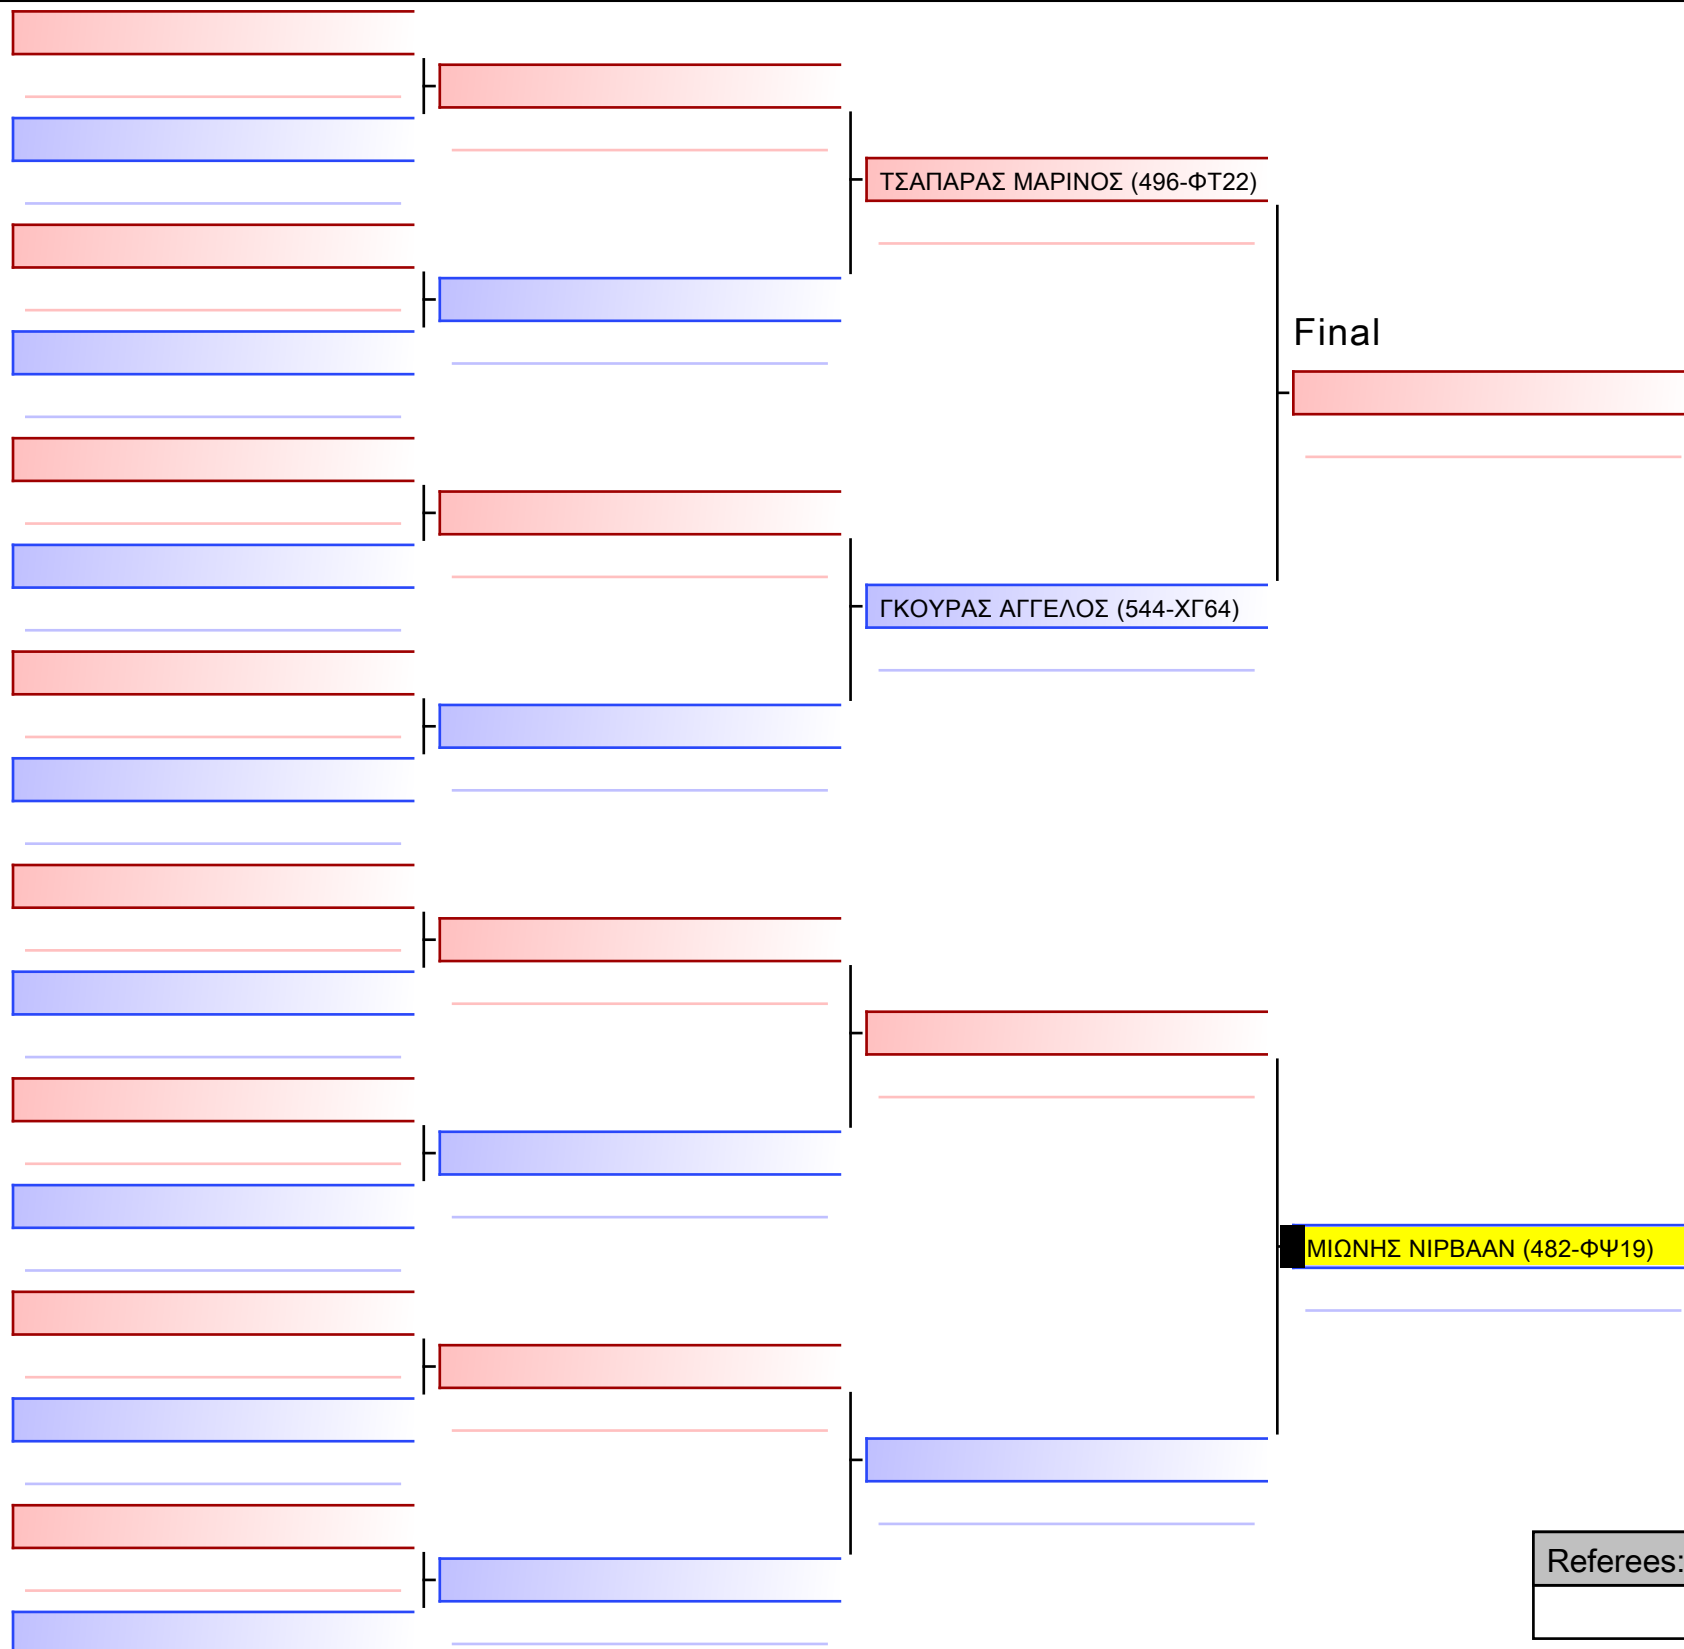 ΤΣΑΠΑΡΑΣ ΜΑΡΙΝΟΣ (496-ΦΤ22)
Final
ΓΚΟΥΡΑΣ ΑΓΓΕΛΟΣ (544-ΧΓ64)
ΜΙΩΝΗΣ ΝΙΡΒΑΑΝ (482-ΦΨ19)
Referees: